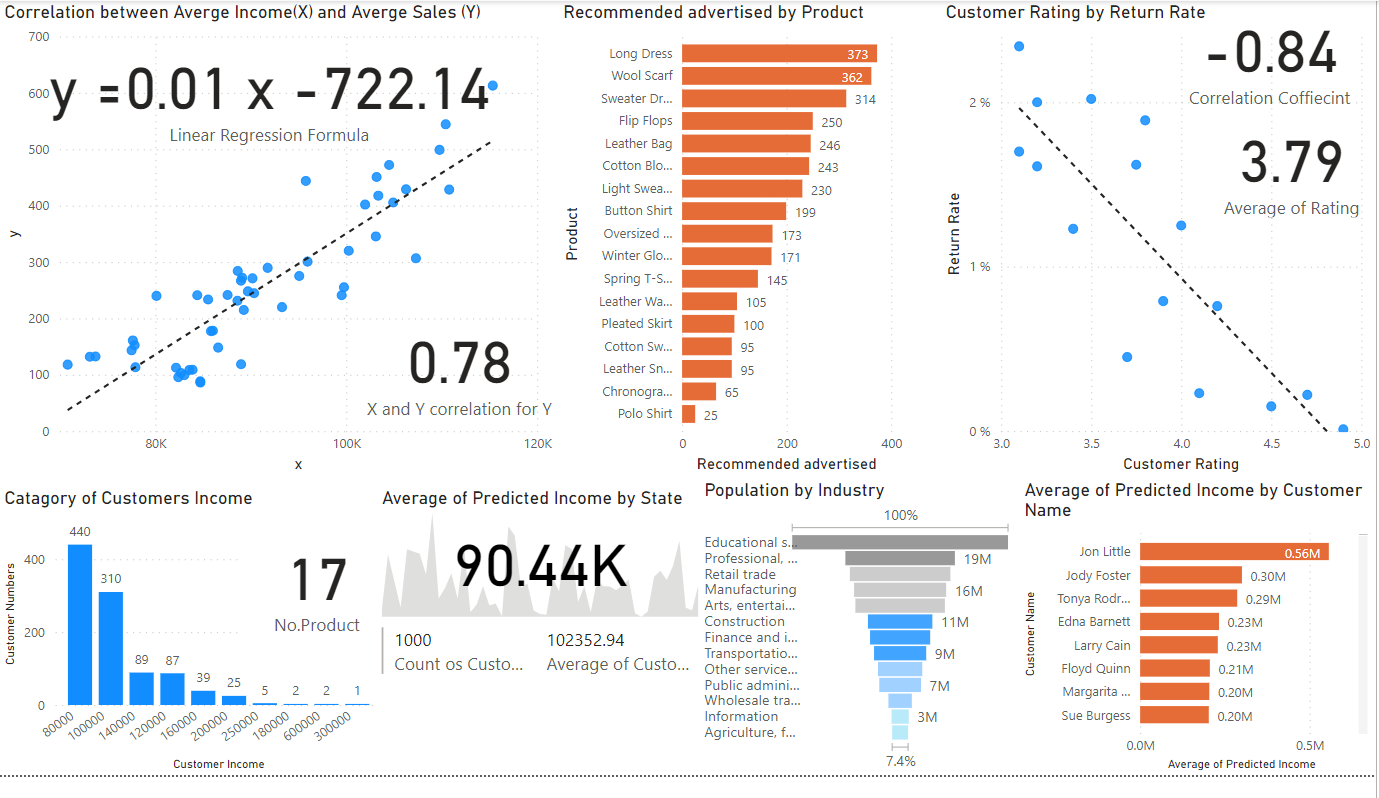 Correlation between Averge Income(X) and Averge Sales (Y)
700
600
500
400
300
200
100
0
y
y =0.01 x -722.14
Linear Regression Formula
0.78
X and Y correlation for Y
80K
100K
120K
x
Recommended advertised by Product
Product
Long Dress
373
Wool Scarf
362
Sweater Dr...
314
Flip Flops
250
Leather Bag
246
Cotton Blo...
243
Light Swea...
230
Button Shirt
199
Oversized ...
173
Winter Glo...
171
Spring T-S...
145
Leather Wa...
105
Pleated Skirt
100
Cotton Sw...
95
Leather Sn...
95
Chronogra...
65
Polo Shirt
25
0
200
400
Recommended advertised
Customer Rating by Return Rate
-0.84
Correlation Coffiecint
3.79
Average of Rating
Return Rate
2 %
1 %
0 %
3.0
3.5
4.0
4.5
5.0
Customer Rating
Catagory of Customers Income
Customer Numbers
400
200
0
440
310
89
87
39
25
5
2
2
1
17
No.Product
80000
100000
140000
120000
160000
200000
250000
180000
600000
300000
Customer Income
Average of Predicted Income by State
90.44K
1000
Count os Custo...
102352.94
Average of Custo...
Population by Industry
100%
Educational s...
Professional, ...
19M
Retail trade
Manufacturing
16M
Arts, entertai...
Construction
11M
Finance and i...
Transportatio...
9M
Other service...
Public admini...
7M
Wholesale tra...
Information
3M
Agriculture, f...
7.4%
Average of Predicted Income by Customer
Name
Customer Name
Jon Little
0.56M
Jody Foster
0.30M
Tonya Rodr...
0.29M
Edna Barnett
0.23M
Larry Cain
0.23M
Floyd Quinn
0.21M
Margarita ...
0.20M
Sue Burgess
0.20M
0.0M
0.5M
Average of Predicted Income